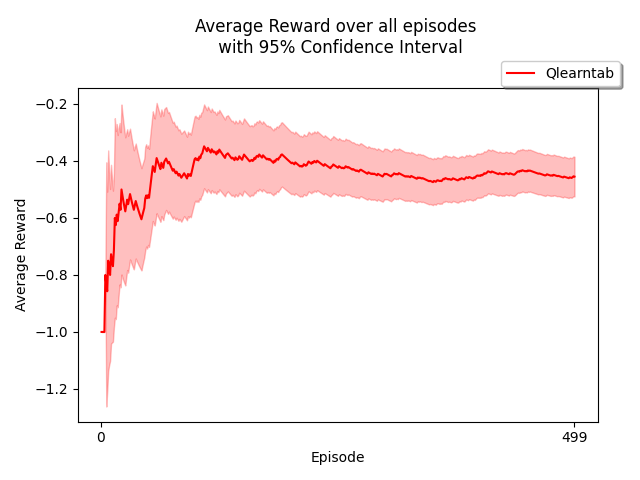 Average Reward over all episodes
with 95% Confidence Interval
Qlearntab
Average Reward
−0.2
−0.4
−0.6
−0.8
−1.0
−1.2
0
499
Episode